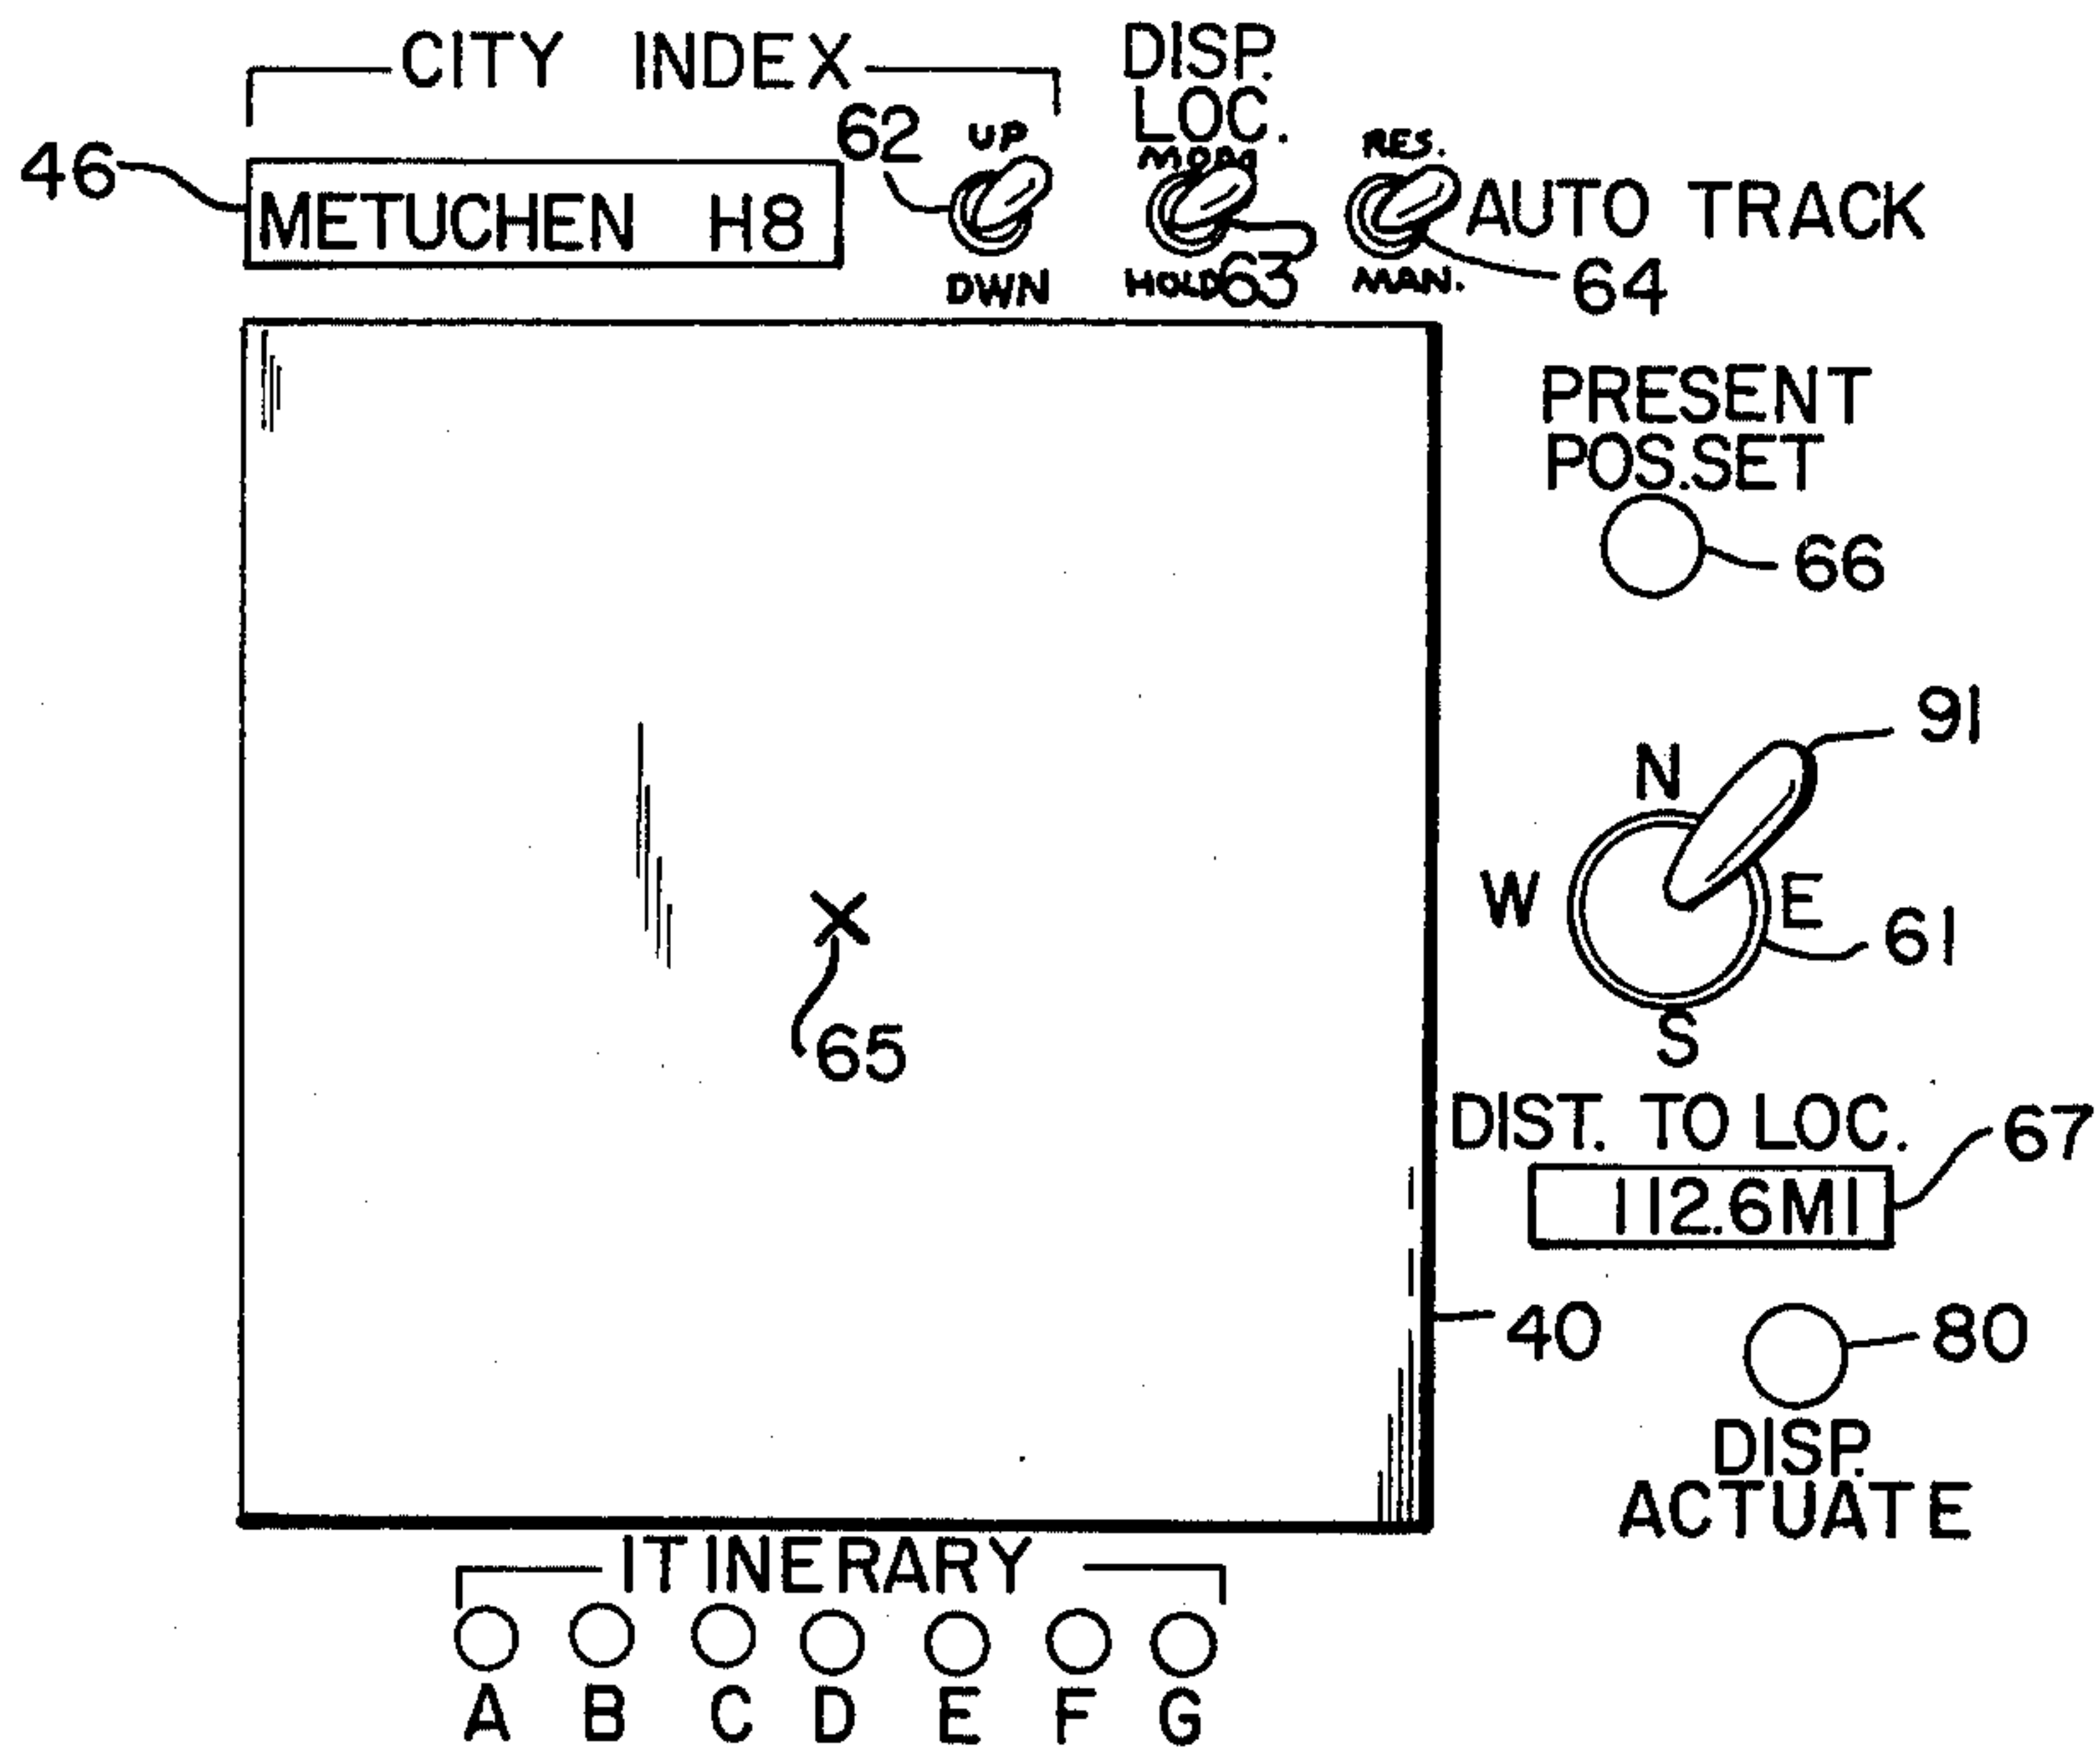 CITY INDEX
DISP.
LOC.
62
UP
MOM
RES.
46
METUCHEN H8
AUTO TRACK
DWN
HOLD
63
MAN.
64
PRESENT
POS.SET
66
91
N
W
E
61
65
S
DIST. TO LOC.
67
112.6MI
40
80
DISP.
ACTUATE
ITINERARY
A B C D E F G